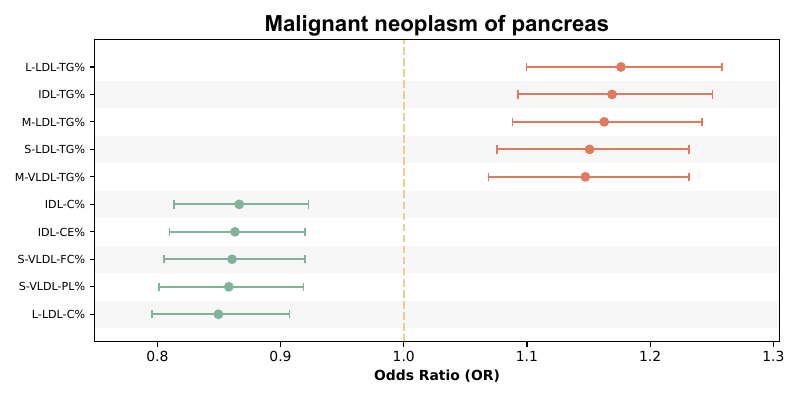 Malignant neoplasm of pancreas
L-LDL-TG%
IDL-TG%
M-LDL-TG%
S-LDL-TG%
M-VLDL-TG%
IDL-C%
IDL-CE%
S-VLDL-FC%
S-VLDL-PL%
L-LDL-C%
0.8 0.9 1.0 1.1 1.2 1.3
Odds Ratio (OR)